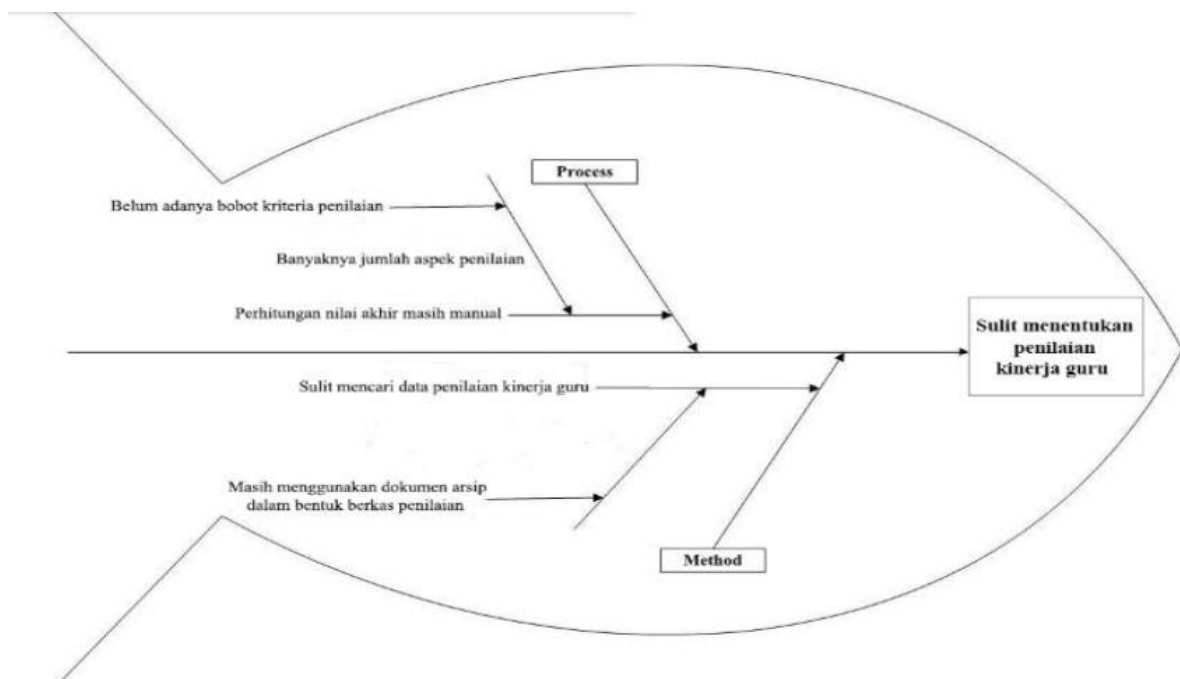 Process
Belum adanya bobot kriteria penilaian
Banyaknya jumlah aspek penilaian
Perhitungan nilai akhir masih manual
Sulit menentukan
penilaian
kinerja guru
Sulit mencari data penilaian kinerja guru
Masih menggunakan dokumen arsip
dalam bentuk berkas penilaian
Method